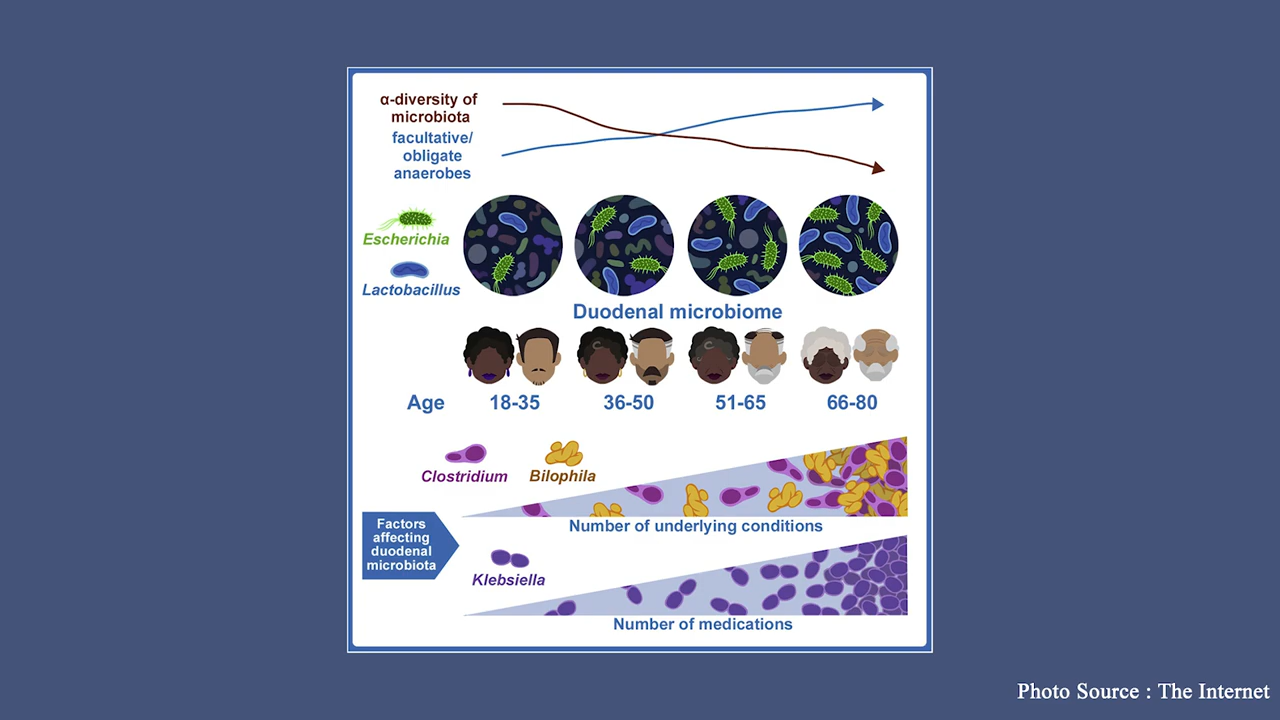 α-diversity of
microbiota
facultative/
obligate
anaerobes
Escherichia
Lactobacillus
Duodenal microbiome
Age 18-35 36-50 51-65 66-80
Clostridium Bilophila
Number of underlying conditions
Factors
affecting
duodenal
microbiota
Klebsiella
Number of medications
Photo Source : The Internet